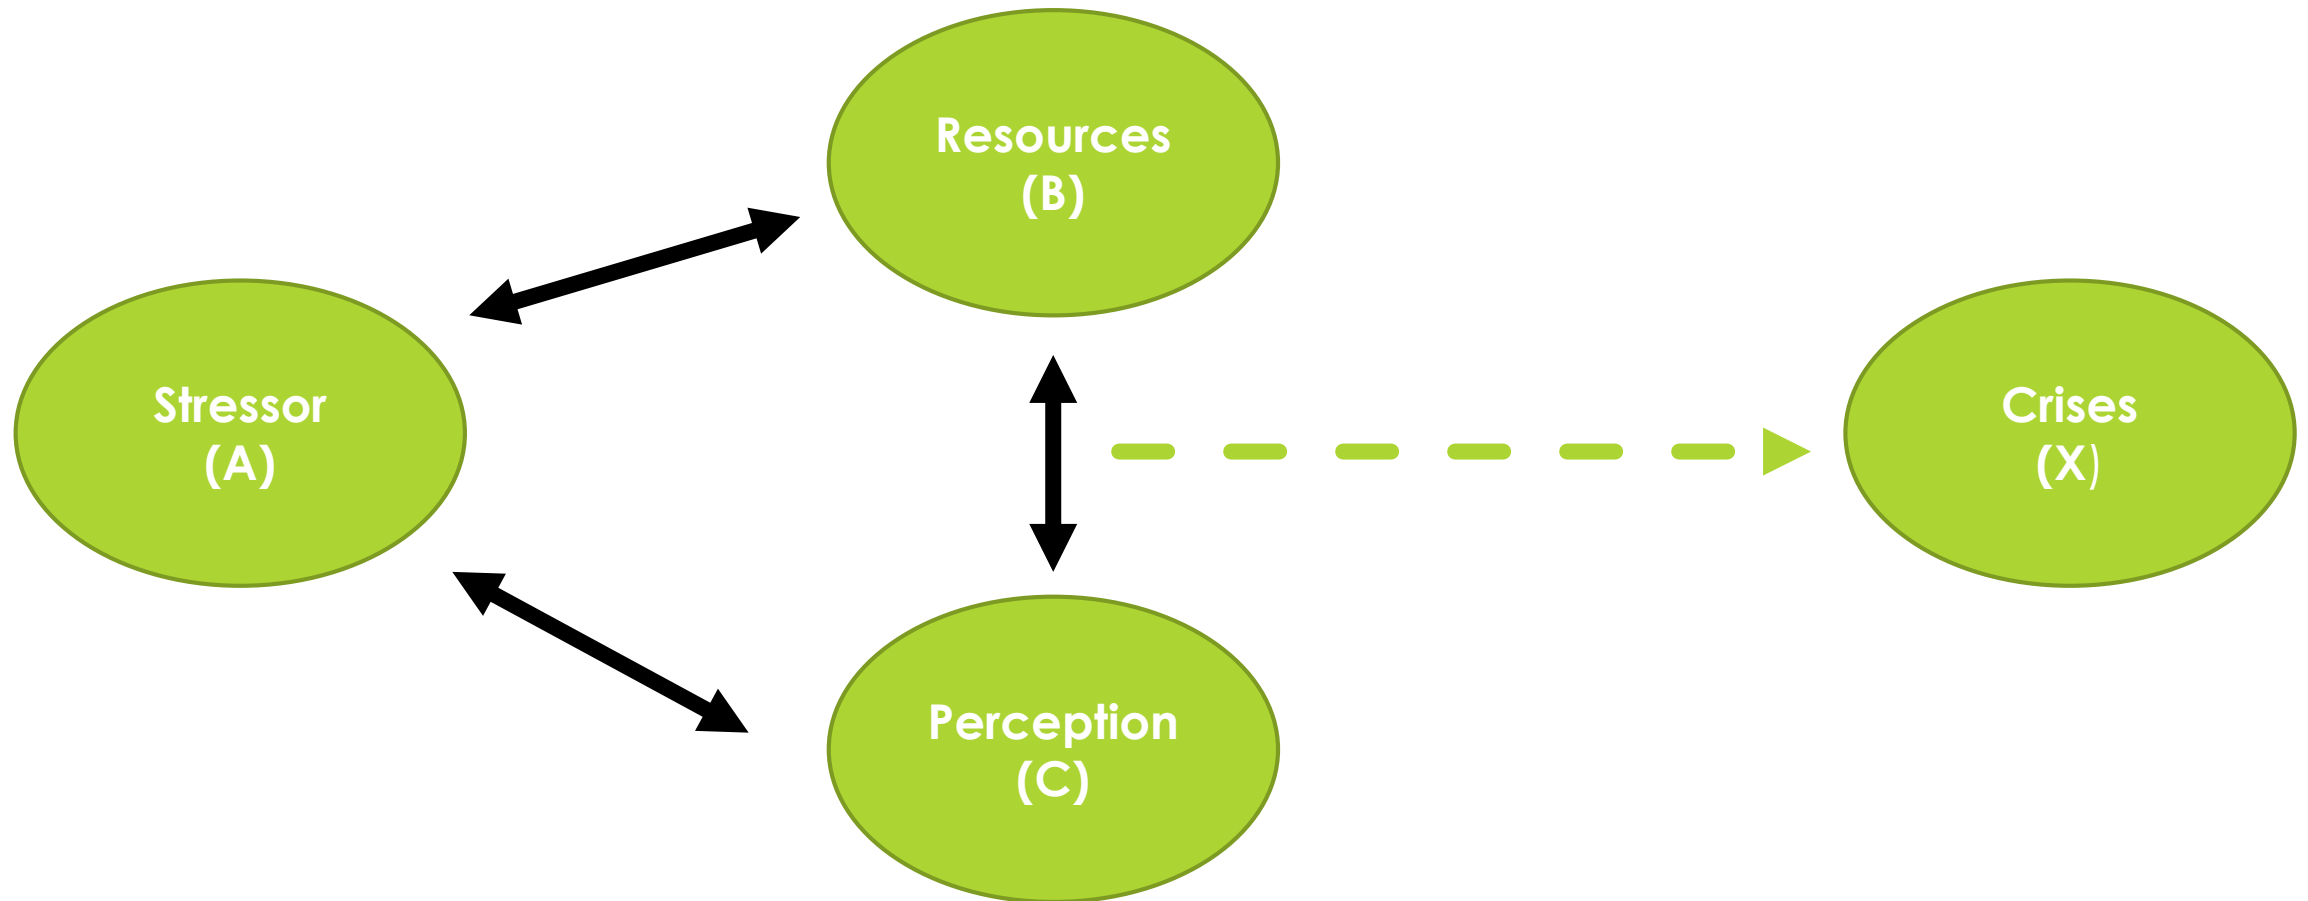 Resources
(B)
Stressor
(A)
Crises
(X)
Perception
(C)